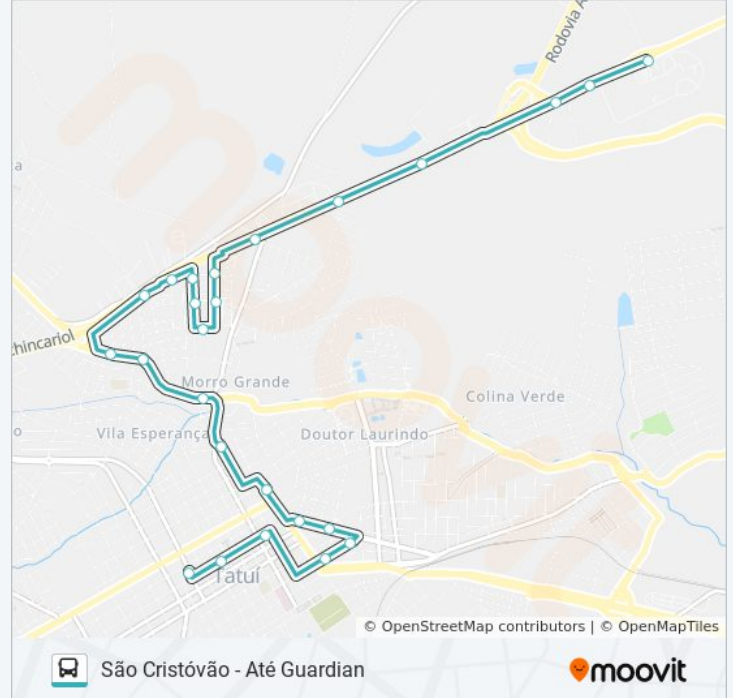 Rodovia A
a
chincariol
Morro Grande
Colina Verde
o
Vila Esperança
Doutor Laurindo
Tatuí
© OpenStreetMap contributors | © OpenMapTiles
São Cristóvão - Até Guardian
moovit